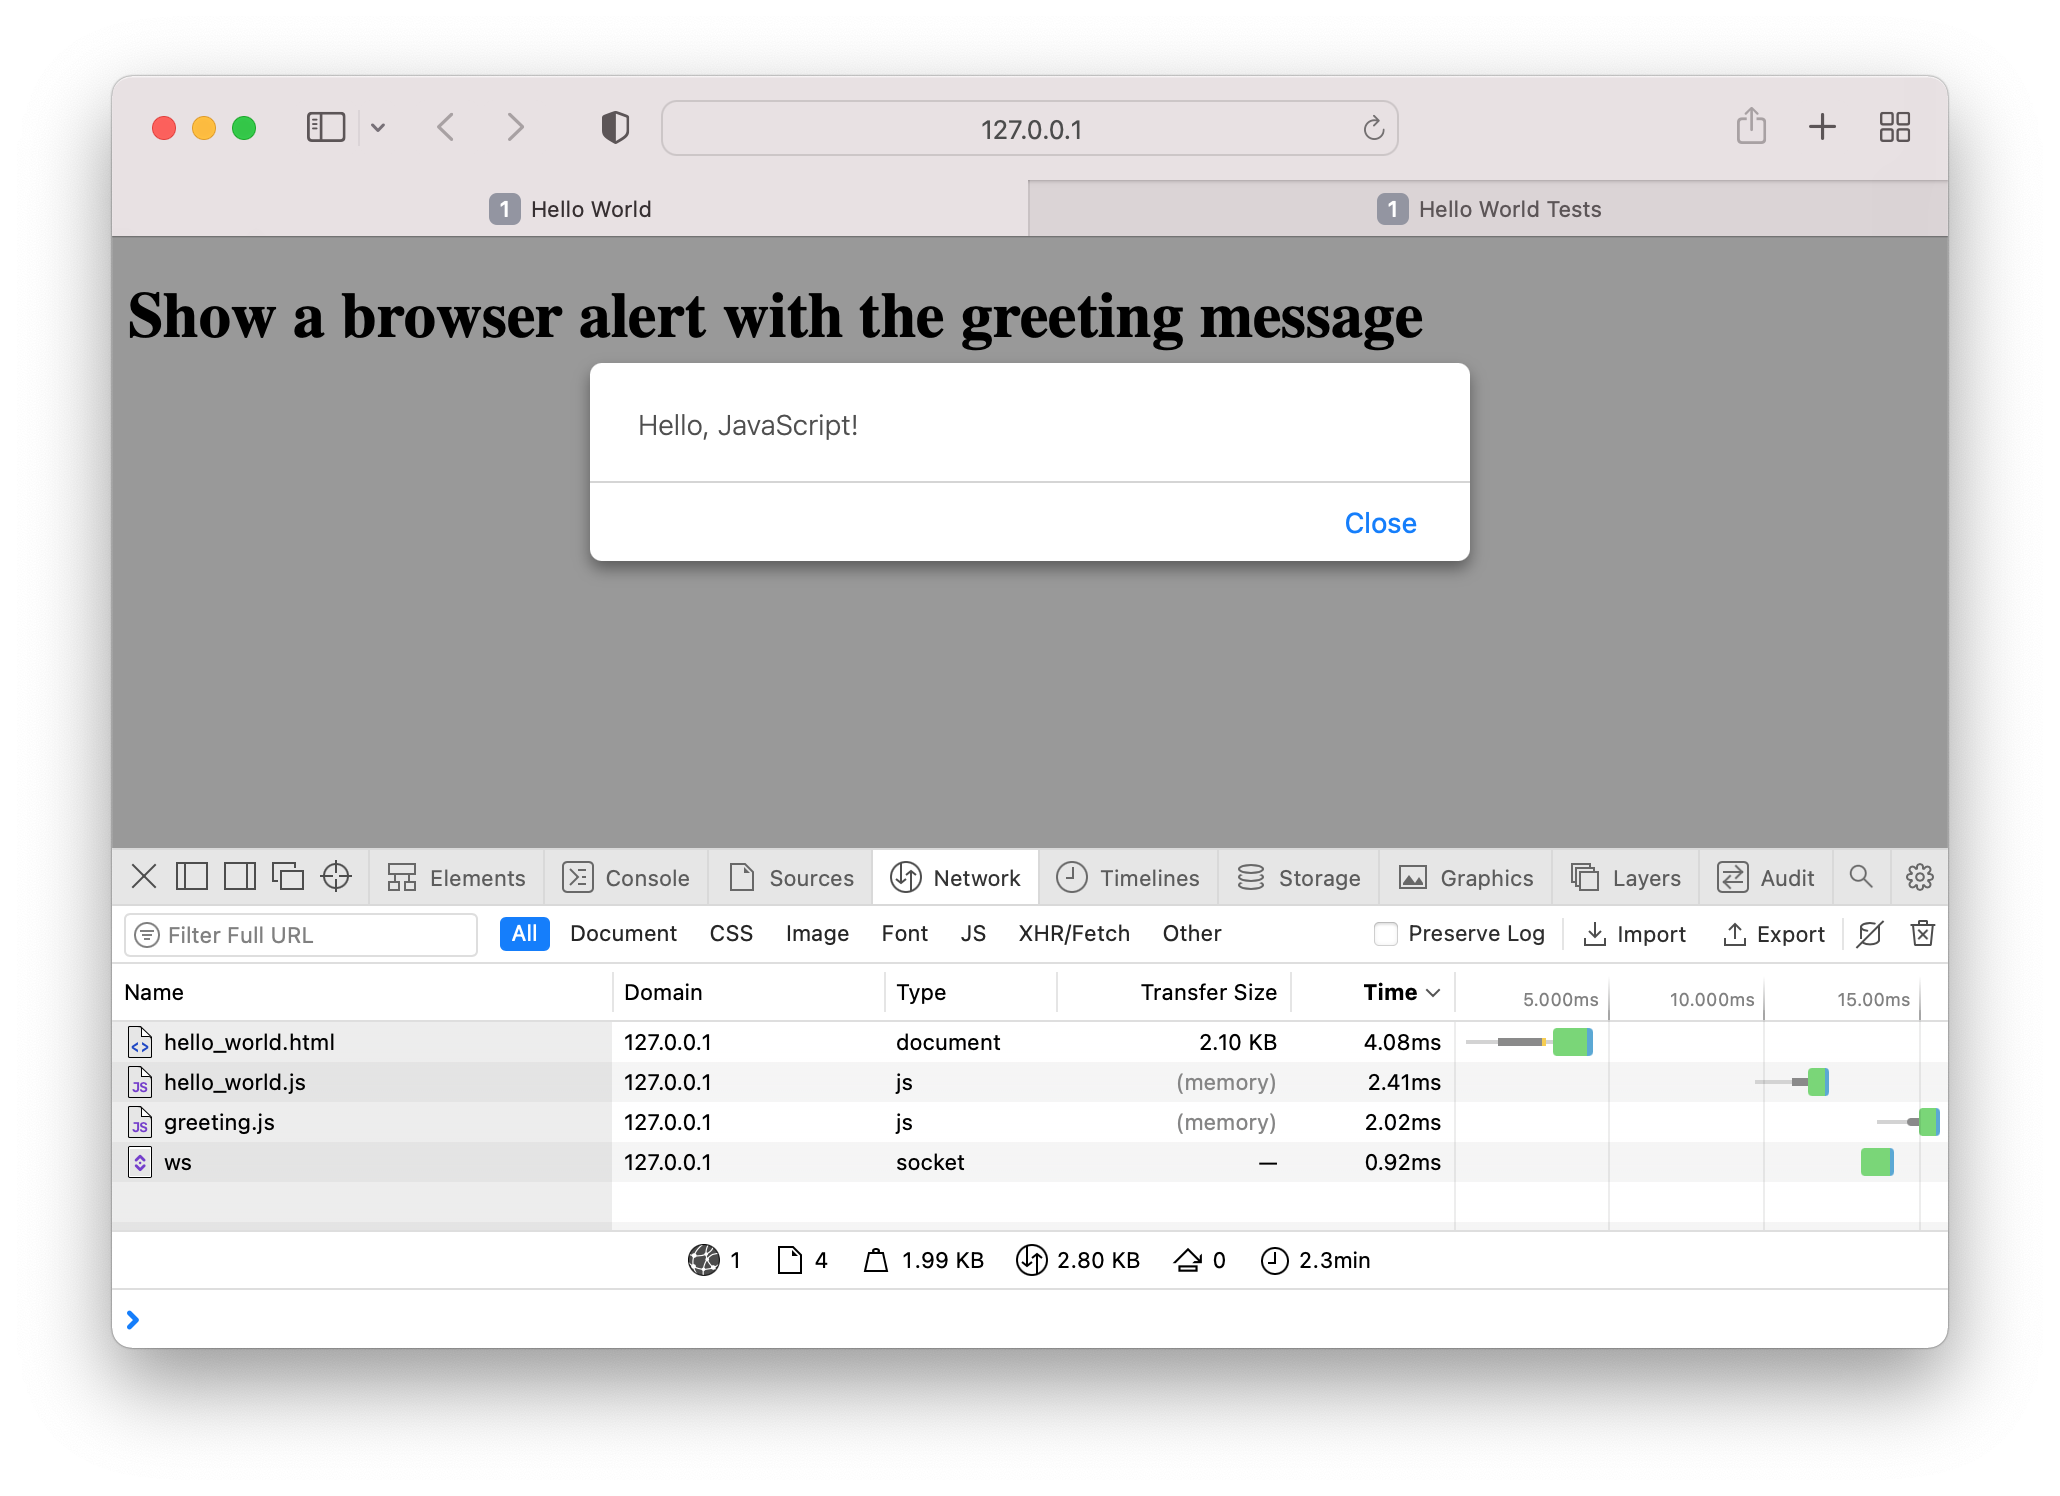 127.0.0.1
1 Hello World
1 Hello World Tests
Show a browser alert with the greeting message
Hello, JavaScript!
Close
Elements Console Sources Network Timelines Storage Graphics Layers Audit
Filter Full URL All Document CSS Image Font JS XHR/Fetch Other Preserve Log Import Export
Name Domain Type Transfer Size Time 5.000ms 10.000ms 15.00ms
hello_world.html 127.0.0.1 document 2.10 KB 4.08ms
JS hello_world.js 127.0.0.1 js (memory) 2.41ms
JS greeting.js 127.0.0.1 js (memory) 2.02ms
ws 127.0.0.1 socket — 0.92ms
1 4 1.99 KB 2.80 KB 0 2.3min